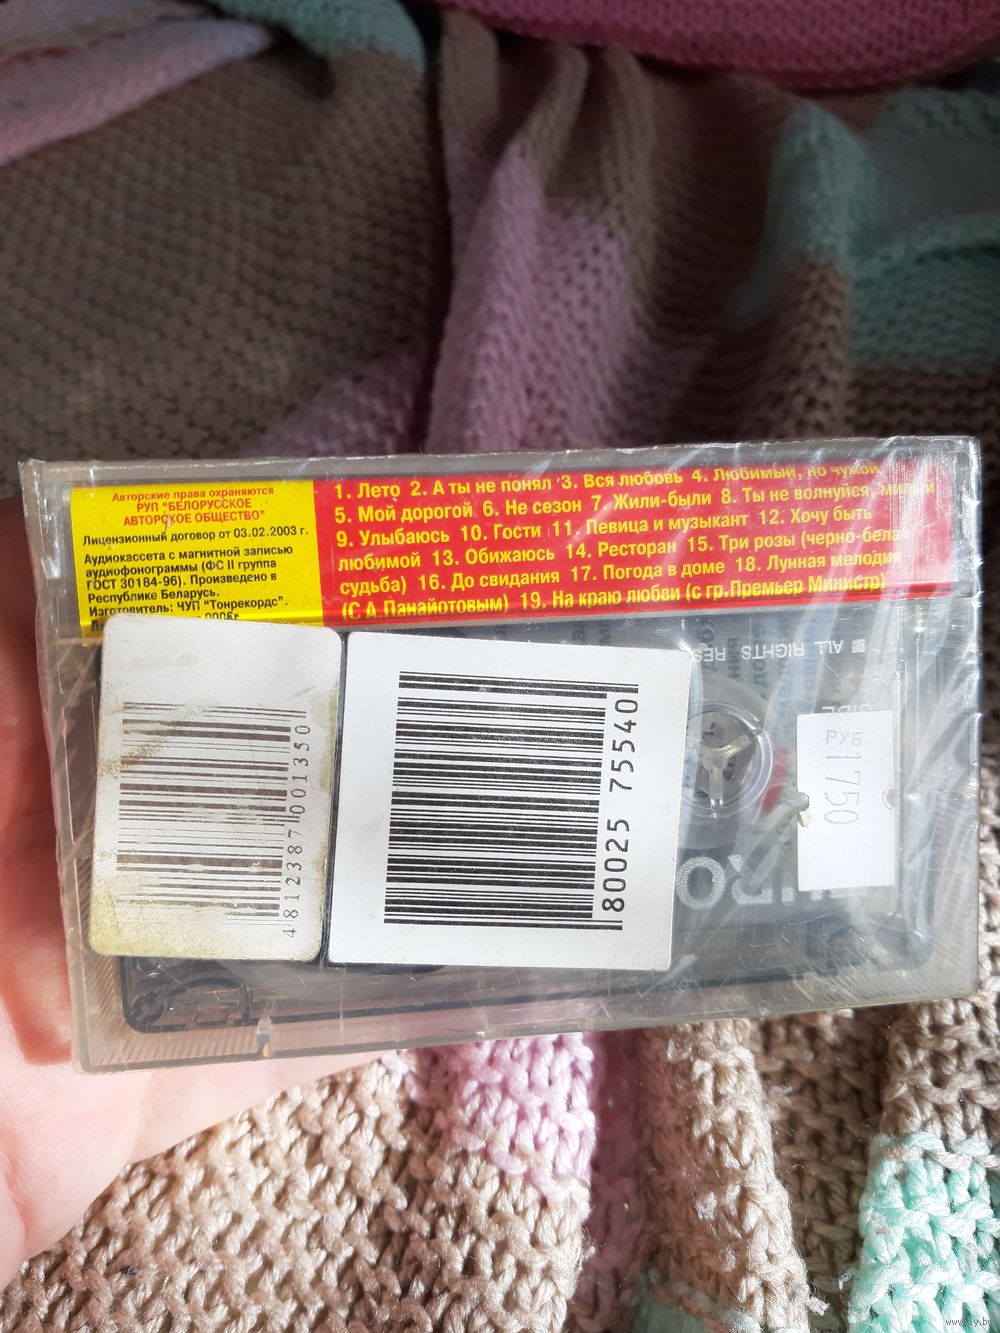 Авторские права охраняются
РУП "БЕЛОРУССКОЕ
АВТОРСКОЕ ОБЩЕСТВО"
Лицензионный договор от 03.02.2003 г.
Аудиокассета с магнитной записью
аудиофонограммы (ФС II группа
ГОСТ 30184-96). Произведено в
Республике Беларусь.
Изготовитель: ЧУП "Тонрекордс".
1. Лето 2. А ты не понял 3. Вся любовь 4. Любимый, но чужой
5. Мой дорогой 6. Не сезон 7. Жили-были 8. Ты не волнуйся, милый
9. Улыбаюсь 10. Гости 11. Певица и музыкант 12. Хочу быть
любимой 13. Обижаюсь 14. Ресторан 15. Три розы (черно-белая
судьба) 16. До свидания 17. Погода в доме 18. Лунная мелодия
(С А.Панайотовым) 19. На краю любви (с гр.Премьер Министр)
ALL RIGHTS RES
SIDE
4812387001350
80025 75540
РУБ
1750
www.ay.by